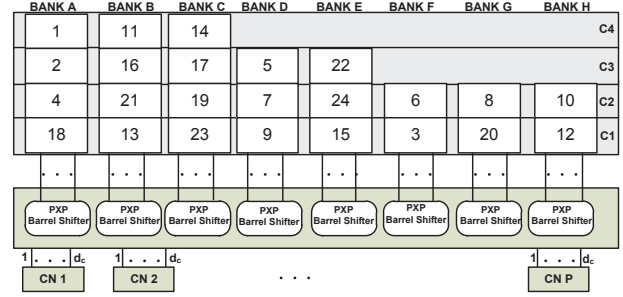 BANK A BANK B BANK C BANK D BANK E BANK F BANK G BANK H
1 11 14 C4
2 16 17 5 22 C3
4 21 19 7 24 6 8 10 C2
18 13 23 9 15 3 20 12 C1
. . . . . . . . . . . . . . . . . . . . . . . .
PXP PXP PXP PXP PXP PXP PXP PXP
Barrel Shifter Barrel Shifter Barrel Shifter Barrel Shifter Barrel Shifter Barrel Shifter Barrel Shifter Barrel Shifter
1 . . . dc 1 . . . dc 1 . . . dc
CN 1 CN 2 . . . CN P